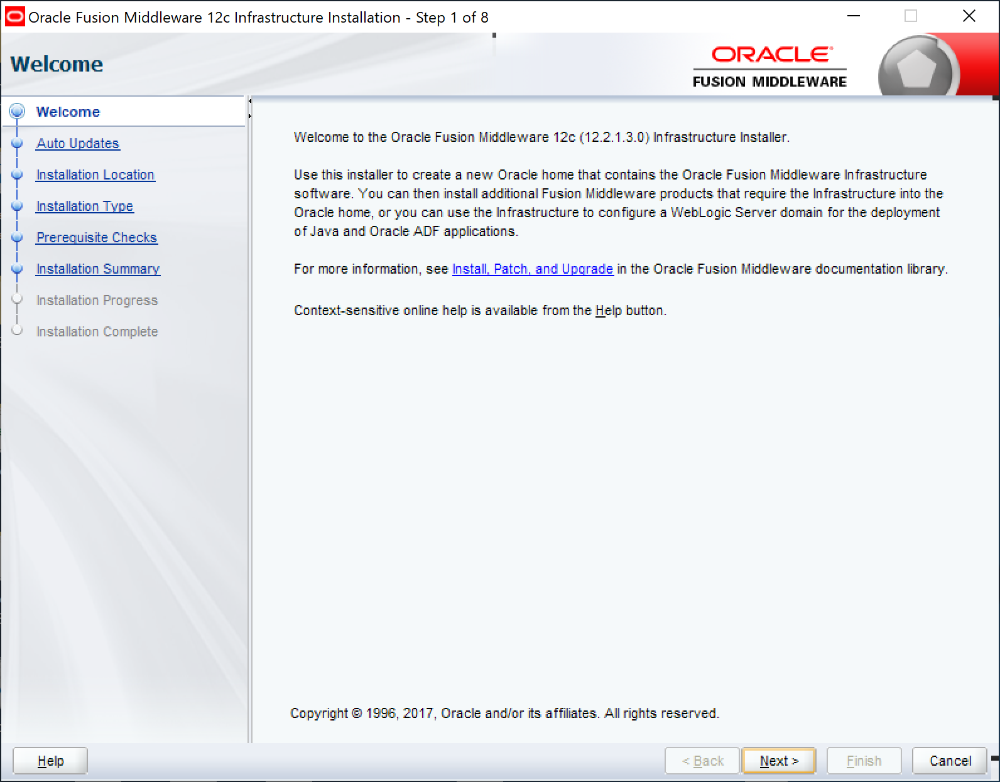 Oracle Fusion Middleware 12c Infrastructure Installation - Step 1 of 8
Welcome
ORACLE®
FUSION MIDDLEWARE
Welcome
Auto Updates
Installation Location
Installation Type
Prerequisite Checks
Installation Summary
Installation Progress
Installation Complete
Welcome to the Oracle Fusion Middleware 12c (12.2.1.3.0) Infrastructure Installer.
Use this installer to create a new Oracle home that contains the Oracle Fusion Middleware Infrastructure
software. You can then install additional Fusion Middleware products that require the Infrastructure into the
Oracle home, or you can use the Infrastructure to configure a WebLogic Server domain for the deployment
of Java and Oracle ADF applications.
For more information, see Install, Patch, and Upgrade in the Oracle Fusion Middleware documentation library.
Context-sensitive online help is available from the Help button.
Copyright © 1996, 2017, Oracle and/or its affiliates. All rights reserved.
Help
< Back
Next >
Finish
Cancel